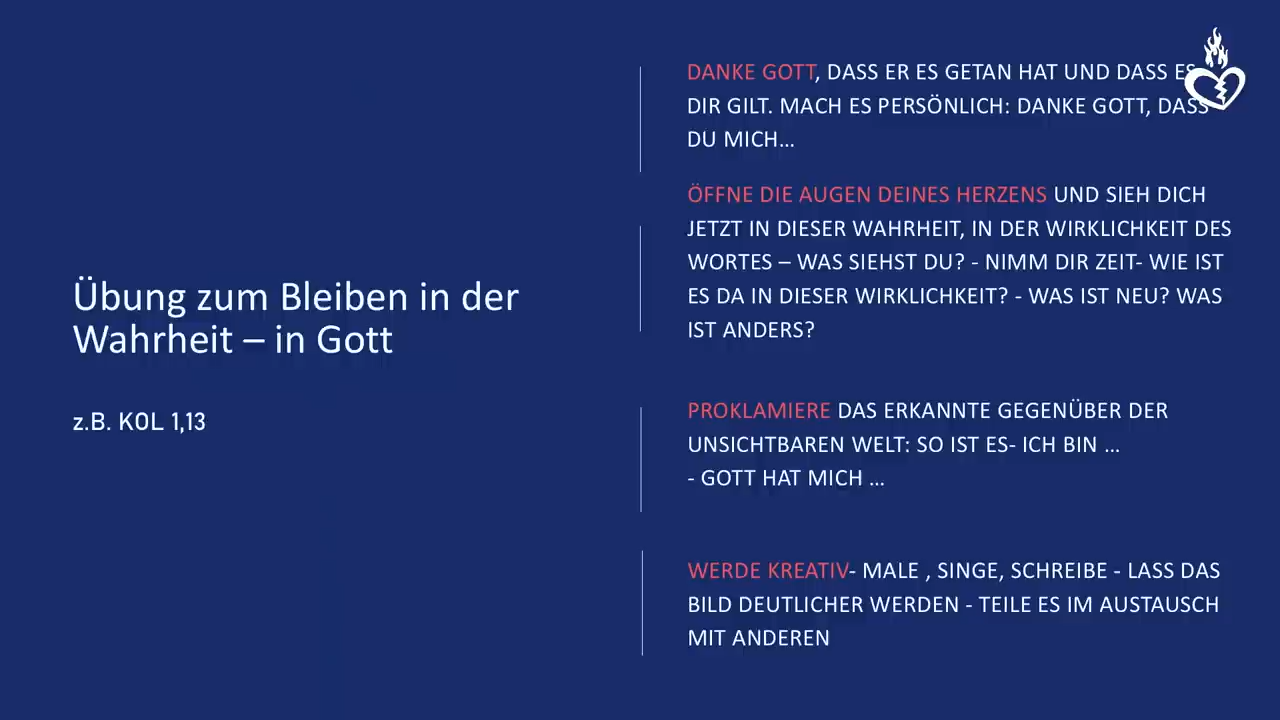 Übung zum Bleiben in der
Wahrheit – in Gott
z.B. KOL 1,13
DANKE GOTT, DASS ER ES GETAN HAT UND DASS ES
DIR GILT. MACH ES PERSÖNLICH: DANKE GOTT, DASS
DU MICH…
ÖFFNE DIE AUGEN DEINES HERZENS UND SIEH DICH
JETZT IN DIESER WAHRHEIT, IN DER WIRKLICHKEIT DES
WORTES – WAS SIEHST DU? - NIMM DIR ZEIT- WIE IST
ES DA IN DIESER WIRKLICHKEIT? - WAS IST NEU? WAS
IST ANDERS?
PROKLAMIERE DAS ERKANNTE GEGENÜBER DER
UNSICHTBAREN WELT: SO IST ES- ICH BIN …
- GOTT HAT MICH …
WERDE KREATIV- MALE , SINGE, SCHREIBE - LASS DAS
BILD DEUTLICHER WERDEN - TEILE ES IM AUSTAUSCH
MIT ANDEREN